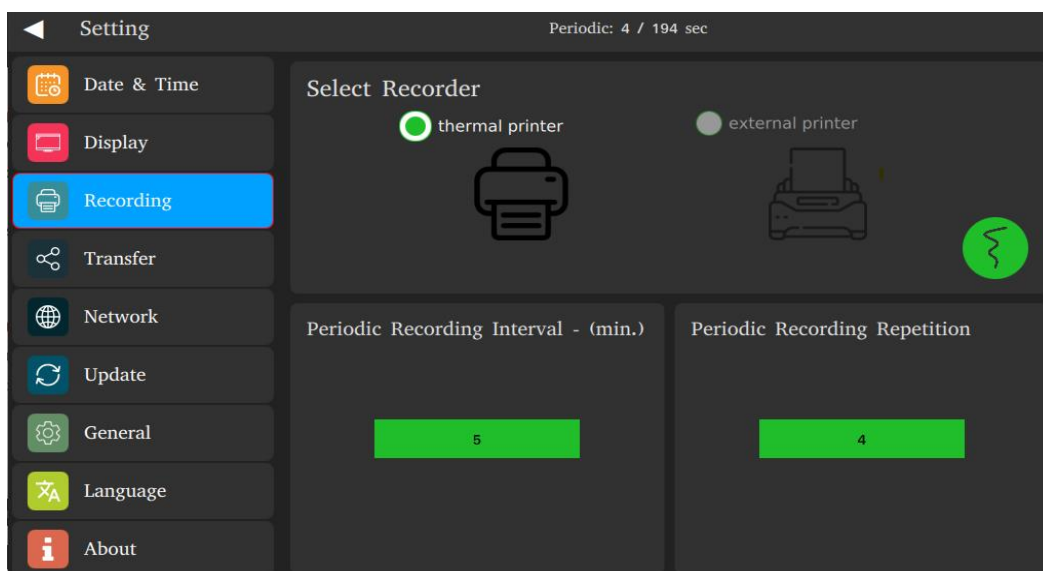 Setting
Periodic: 4 / 194 sec
Date & Time
Display
Recording
Transfer
Network
Update
General
Language
About
Select Recorder
thermal printer
external printer
Periodic Recording Interval - (min.)
5
Periodic Recording Repetition
4